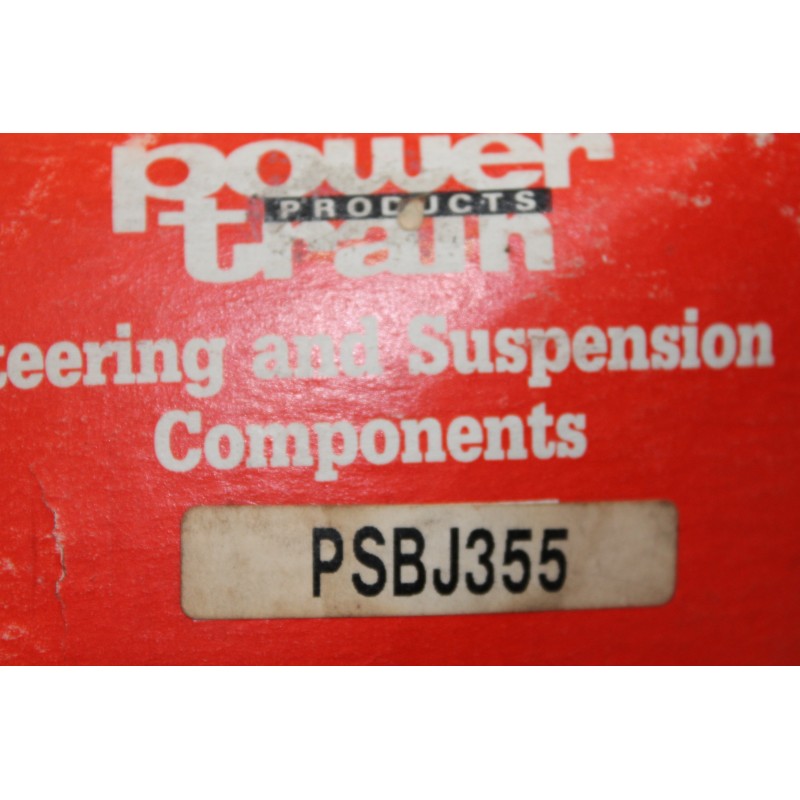 power
PRODUCTS
train
teering and Suspension
Components
PSBJ355